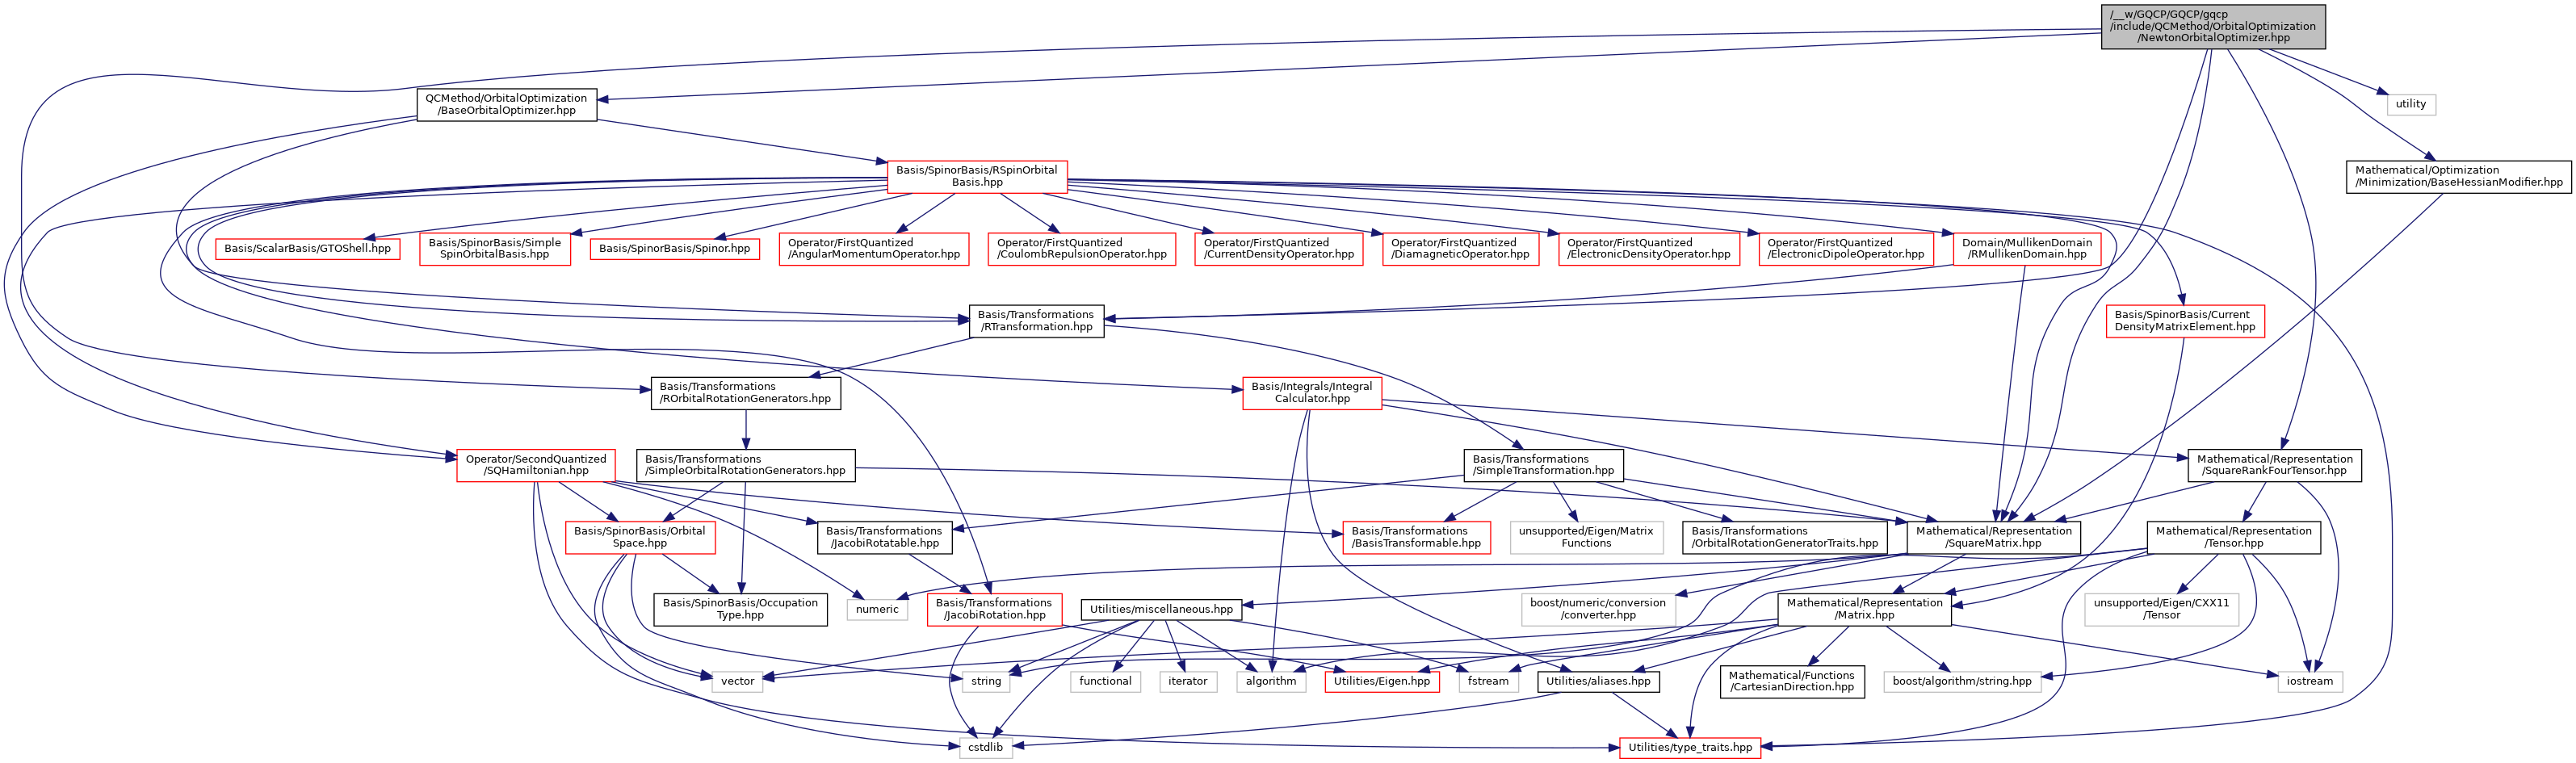 /__w/GQCP/GQCP/gqcp
/include/QCMethod/OrbitalOptimization
/NewtonOrbitalOptimizer.hpp
QCMethod/OrbitalOptimization
/BaseOrbitalOptimizer.hpp
utility
Basis/SpinorBasis/RSpinOrbital
Basis.hpp
Mathematical/Optimization
/Minimization/BaseHessianModifier.hpp
Basis/ScalarBasis/GTOShell.hpp
Basis/SpinorBasis/Simple
SpinOrbitalBasis.hpp
Basis/SpinorBasis/Spinor.hpp
Operator/FirstQuantized
/AngularMomentumOperator.hpp
Operator/FirstQuantized
/CoulombRepulsionOperator.hpp
Operator/FirstQuantized
/CurrentDensityOperator.hpp
Operator/FirstQuantized
/DiamagneticOperator.hpp
Operator/FirstQuantized
/ElectronicDensityOperator.hpp
Operator/FirstQuantized
/ElectronicDipoleOperator.hpp
Domain/MullikenDomain
/RMullikenDomain.hpp
Basis/Transformations
/RTransformation.hpp
Basis/SpinorBasis/Current
DensityMatrixElement.hpp
Basis/Transformations
/ROrbitalRotationGenerators.hpp
Basis/Integrals/Integral
Calculator.hpp
Operator/SecondQuantized
/SQHamiltonian.hpp
Basis/Transformations
/SimpleOrbitalRotationGenerators.hpp
Basis/Transformations
/SimpleTransformation.hpp
Mathematical/Representation
/SquareRankFourTensor.hpp
Basis/SpinorBasis/Orbital
Space.hpp
Basis/Transformations
/JacobiRotatable.hpp
Basis/Transformations
/BasisTransformable.hpp
unsupported/Eigen/Matrix
Functions
Basis/Transformations
/OrbitalRotationGeneratorTraits.hpp
Mathematical/Representation
/SquareMatrix.hpp
Mathematical/Representation
/Tensor.hpp
Basis/SpinorBasis/Occupation
Type.hpp
numeric
Basis/Transformations
/JacobiRotation.hpp
Utilities/miscellaneous.hpp
boost/numeric/conversion
/converter.hpp
Mathematical/Representation
/Matrix.hpp
unsupported/Eigen/CXX11
/Tensor
vector
string
functional
iterator
algorithm
Utilities/Eigen.hpp
fstream
Utilities/aliases.hpp
Mathematical/Functions
/CartesianDirection.hpp
boost/algorithm/string.hpp
iostream
cstdlib
Utilities/type_traits.hpp